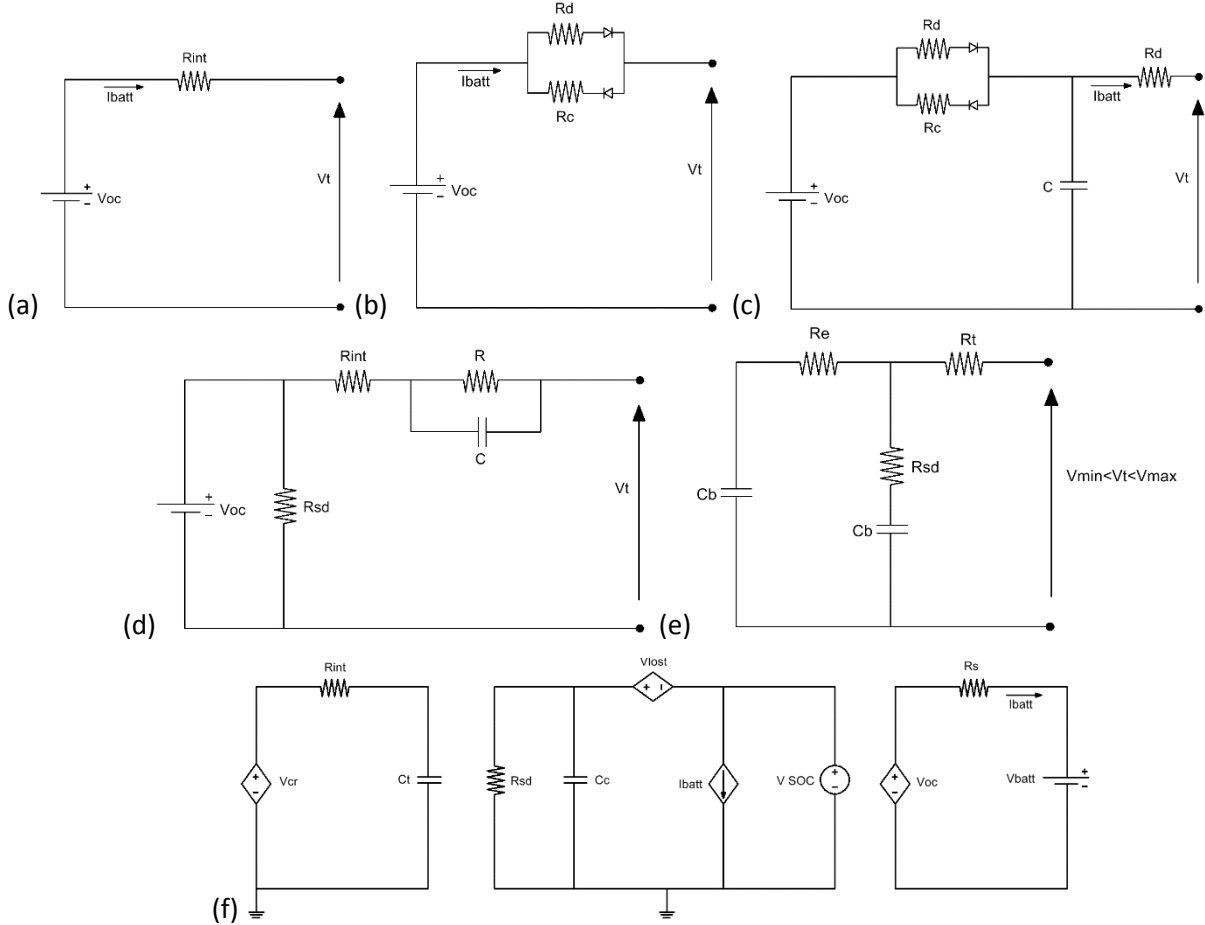 Rint
Ibatt
Vt
+
Voc
−
(a)
Rd
Ibatt
Rc
Vt
+
Voc
−
(b)
Rd
Rd
Ibatt
Rc
C
Vt
+
Voc
−
(c)
Rint
R
C
Vt
+
Voc
−
Rsd
(d)
Re
Rt
Rsd
Vmin<Vt<Vmax
Cb
Cb
(e)
Rint
+
−
Vcr
Ct
Vlost
+ −
Rsd
Cc
Ibatt
V SOC
+
−
Rs
Ibatt
+
−
Voc
Vbatt
+
−
(f)